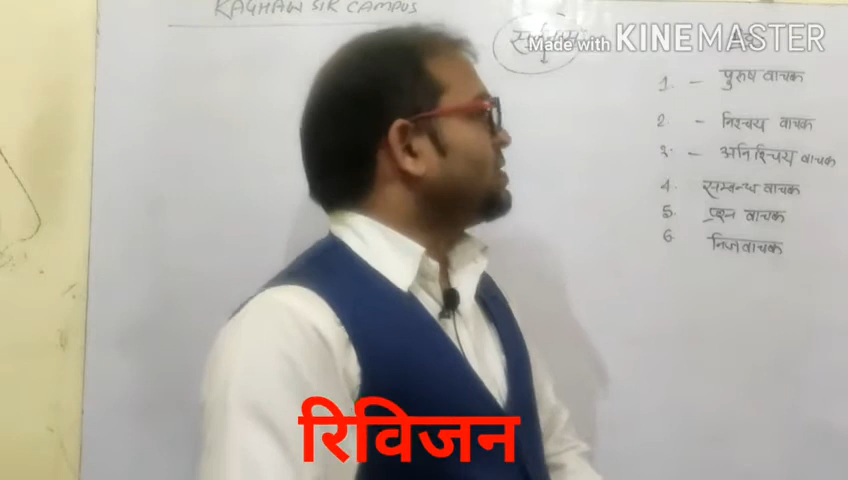 RAGHAW SIR CAMPUS
Made with KINEMASTER
1. - पुरुष वाचक
2 - निश्चय वाचक
3. - अनिश्चिय वाचक
4. सम्बन्ध वाचक
5. प्रश्न वाचक
6 निजवाचक
रिविजन